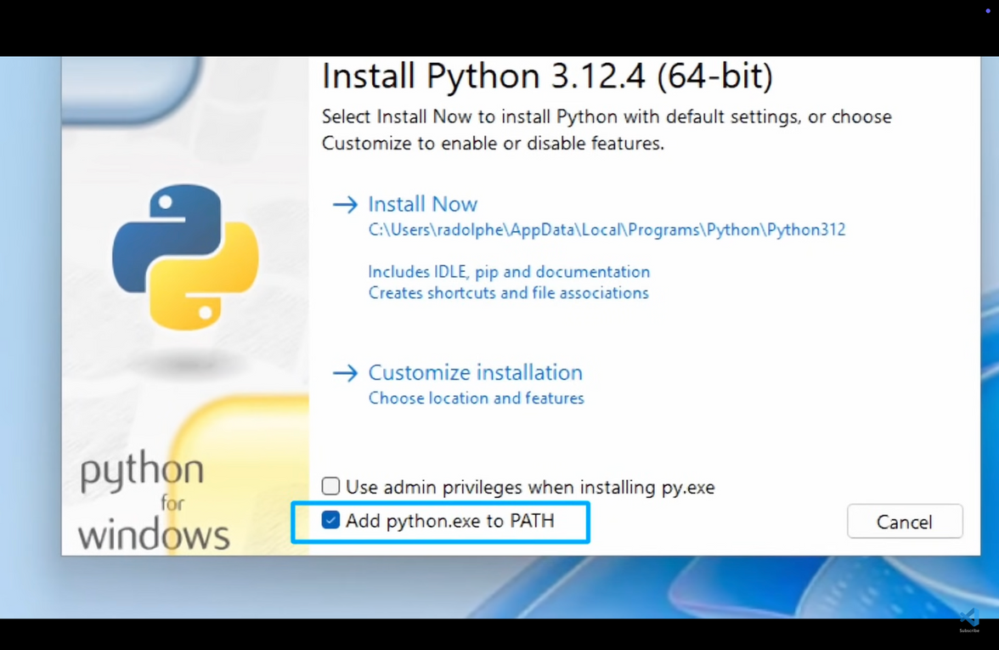 Install Python 3.12.4 (64-bit)
Select Install Now to install Python with default settings, or choose
Customize to enable or disable features.
Install Now
C:\Users\radolphe\AppData\Local\Programs\Python\Python312
Includes IDLE, pip and documentation
Creates shortcuts and file associations
Customize installation
Choose location and features
python
for
windows
Use admin privileges when installing py.exe
Add python.exe to PATH
Cancel
Subscribe